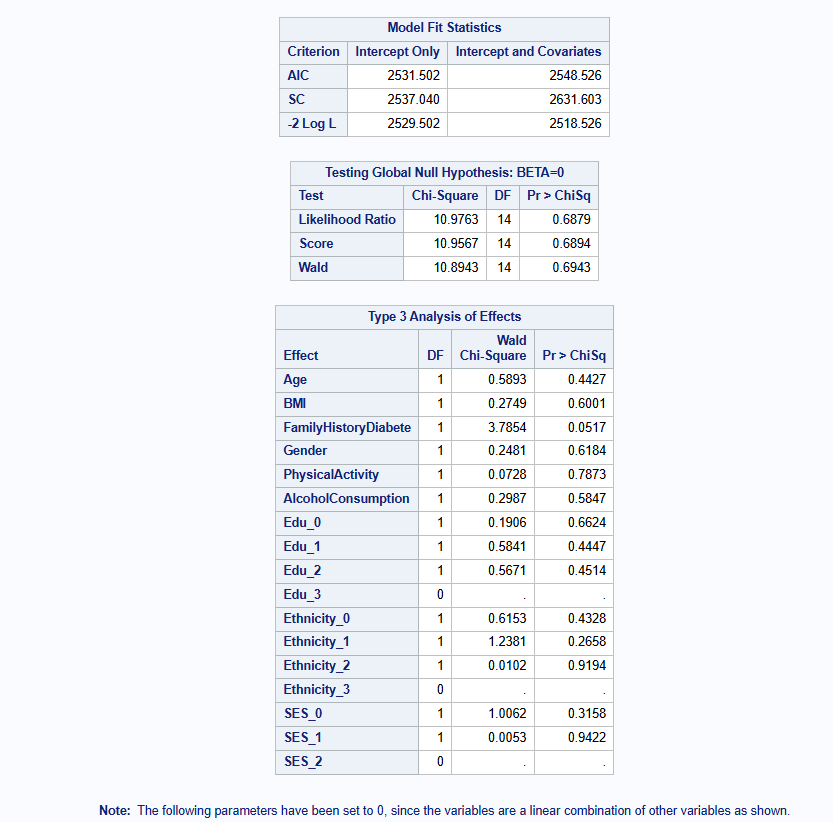 Model Fit Statistics
Criterion Intercept Only Intercept and Covariates
AIC 2531.502 2548.526
SC 2537.040 2631.603
-2 Log L 2529.502 2518.526
Testing Global Null Hypothesis: BETA=0
Test Chi-Square DF Pr > ChiSq
Likelihood Ratio 10.9763 14 0.6879
Score 10.9567 14 0.6894
Wald 10.8943 14 0.6943
Type 3 Analysis of Effects
Effect DF Wald Chi-Square Pr > ChiSq
Age 1 0.5893 0.4427
BMI 1 0.2749 0.6001
FamilyHistoryDiabete 1 3.7854 0.0517
Gender 1 0.2481 0.6184
PhysicalActivity 1 0.0728 0.7873
AlcoholConsumption 1 0.2987 0.5847
Edu_0 1 0.1906 0.6624
Edu_1 1 0.5841 0.4447
Edu_2 1 0.5671 0.4514
Edu_3 0 . .
Ethnicity_0 1 0.6153 0.4328
Ethnicity_1 1 1.2381 0.2658
Ethnicity_2 1 0.0102 0.9194
Ethnicity_3 0 . .
SES_0 1 1.0062 0.3158
SES_1 1 0.0053 0.9422
SES_2 0 . .
Note: The following parameters have been set to 0, since the variables are a linear combination of other variables as shown.